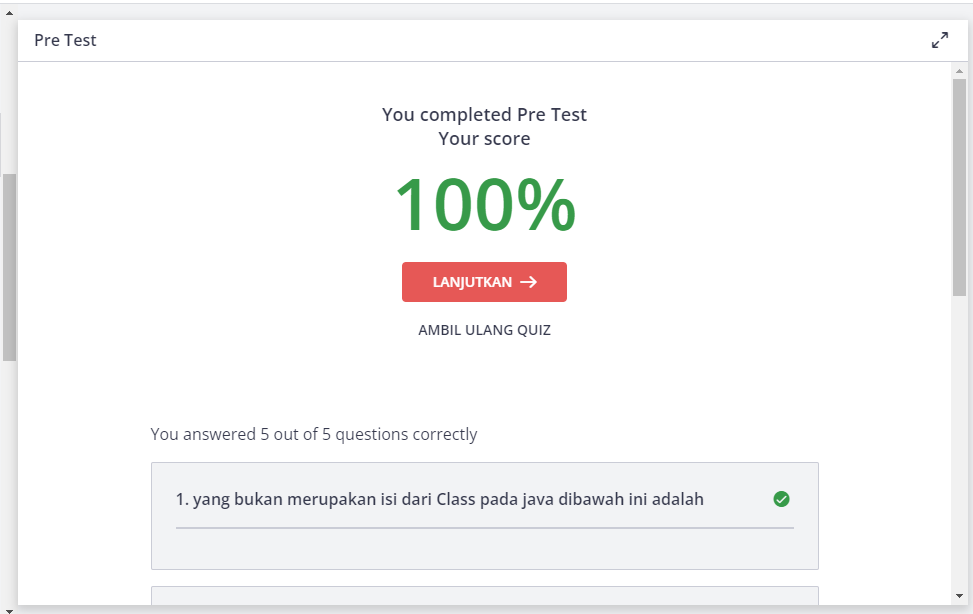 Pre Test
You completed Pre Test
Your score
100%
LANJUTKAN →
AMBIL ULANG QUIZ
You answered 5 out of 5 questions correctly
1. yang bukan merupakan isi dari Class pada java dibawah ini adalah